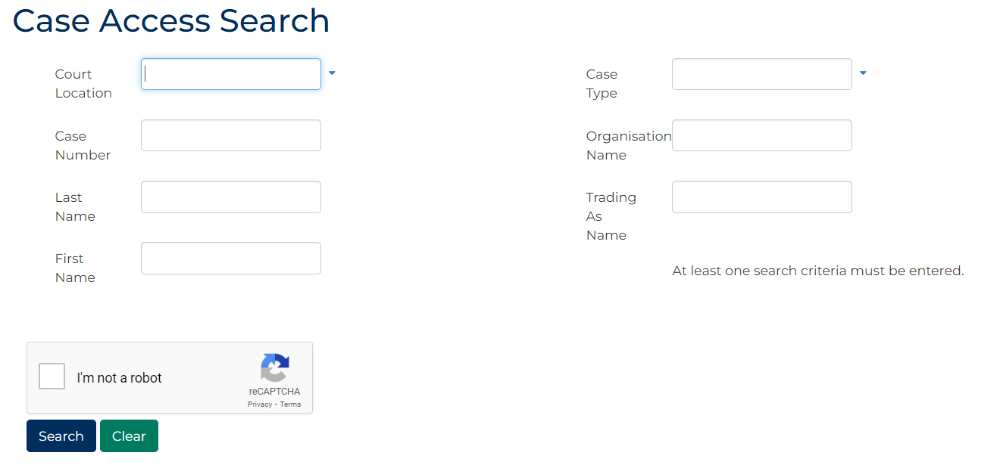 Case Access Search
Court
Location
Case
Number
Last
Name
First
Name
Case
Type
Organisation
Name
Trading
As
Name
At least one search criteria must be entered.
I'm not a robot
reCAPTCHA
Privacy - Terms
Search
Clear